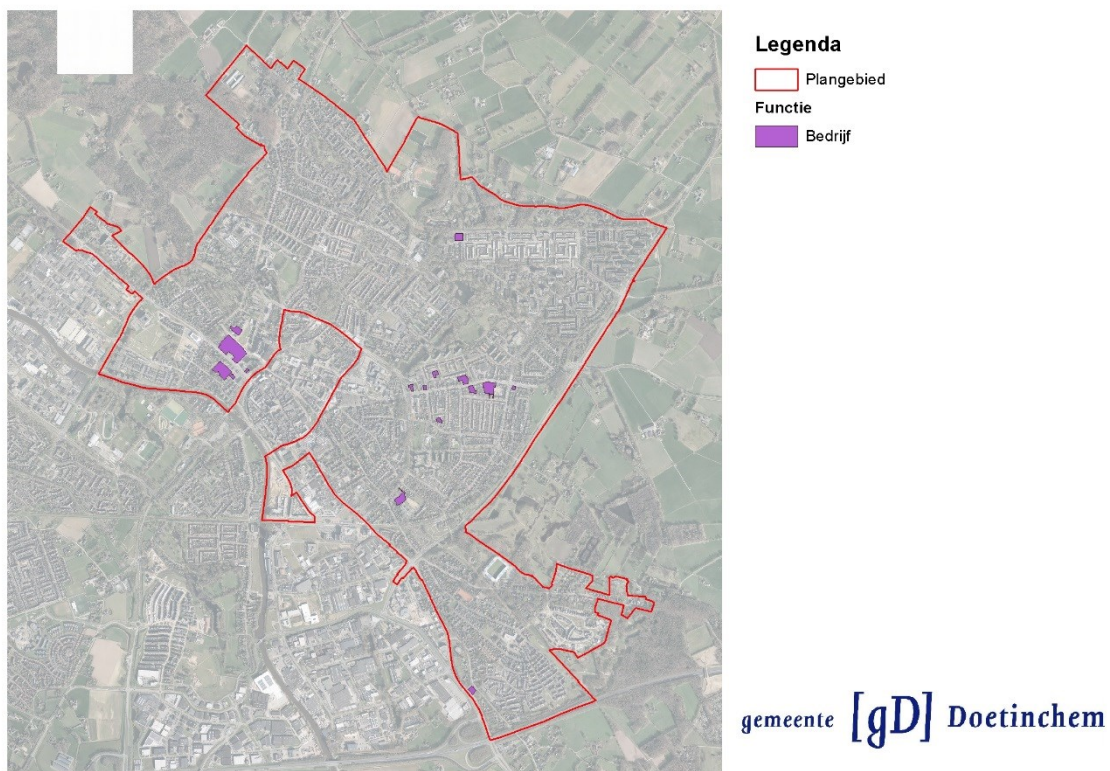 Legenda
Plangebied
Functie
Bedrijf
gemeente [gD] Doetinchem